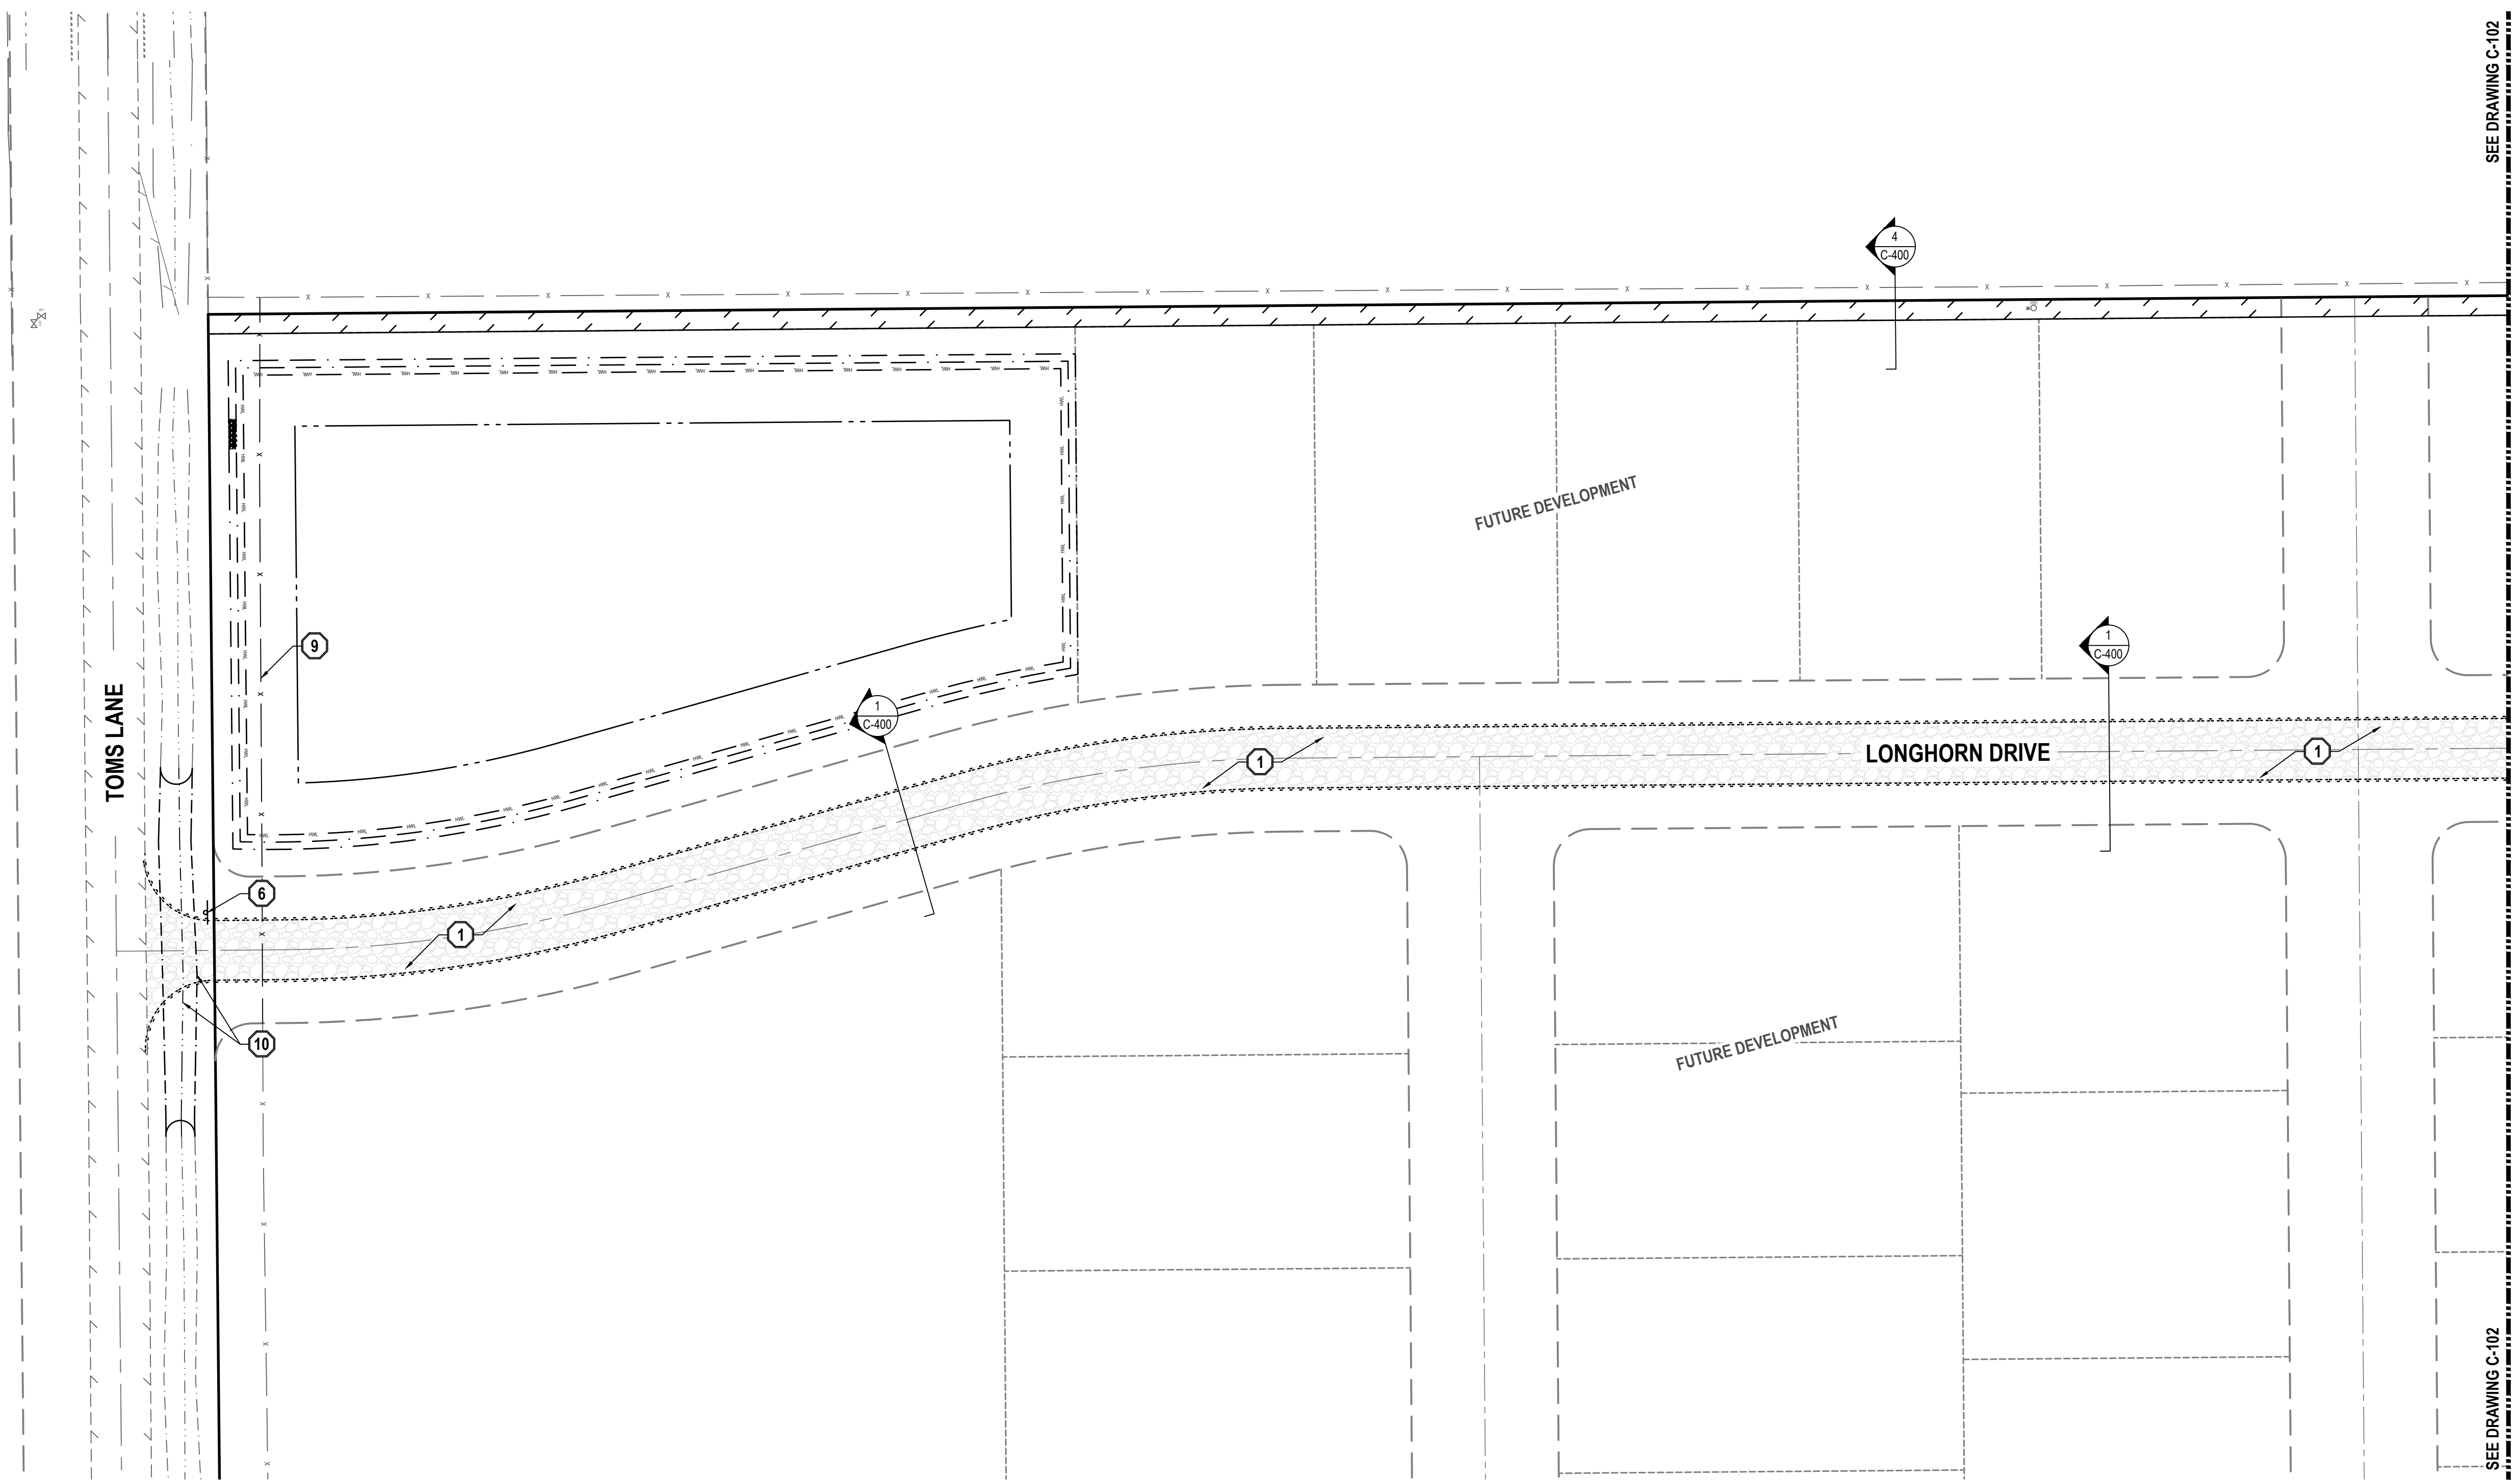 SEE DRAWING C-102
4
C-400
FUTURE DEVELOPMENT
9
1
C-400
TOMS LANE
1
C-400
1
LONGHORN DRIVE
1
6
1
10
FUTURE DEVELOPMENT
SEE DRAWING C-102
HWL
X